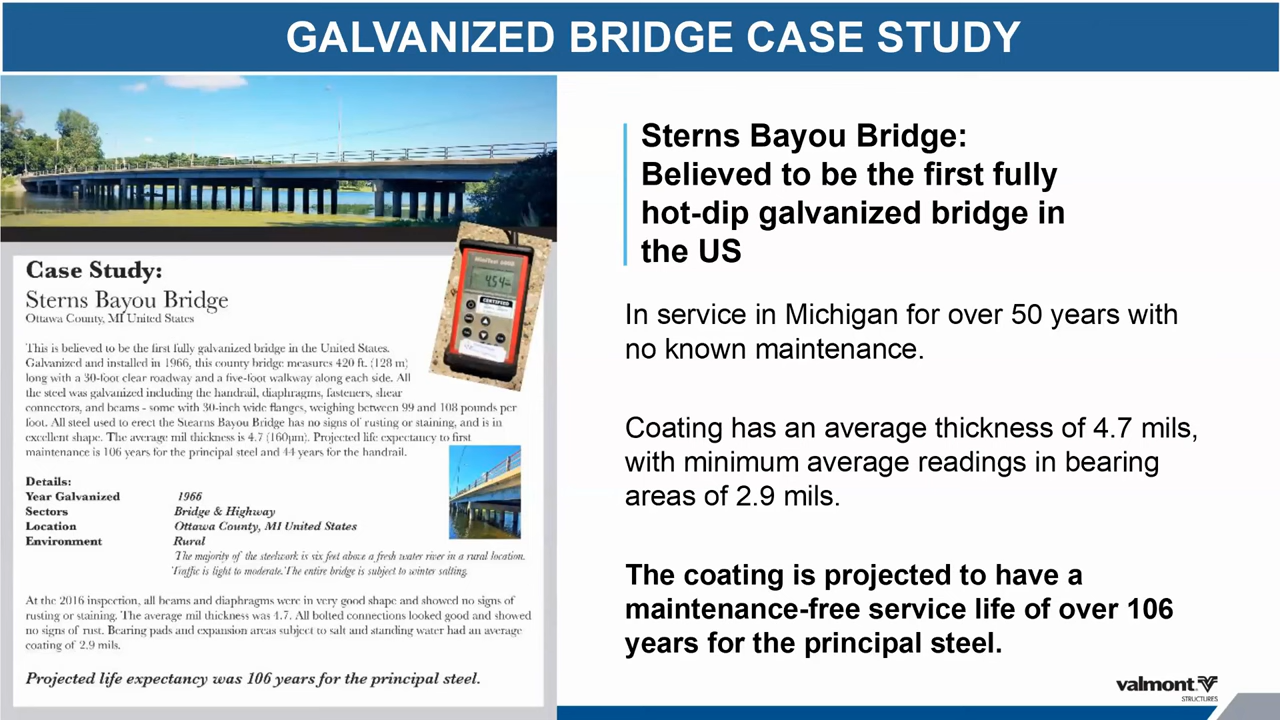 GALVANIZED BRIDGE CASE STUDY
Case Study:
Sterns Bayou Bridge
Ottawa County, MI United States
This is believed to be the first fully galvanized bridge in the United States.
Galvanized and installed in 1966, this county bridge measures 420 ft. (128 m)
long with a 30-foot clear roadway and a five-foot walkway along each side. All
the steel was galvanized including the handrail, diaphragms, fasteners, shear
connectors, and beams - some with 30-inch wide flanges, weighing between 99 and 108 pounds per
foot. All steel used to erect the Stearns Bayou Bridge has no signs of rusting or staining, and is in
excellent shape. The average mil thickness is 4.7 (160μm). Projected life expectancy to first
maintenance is 106 years for the principal steel and 44 years for the handrail.
Details:
Year Galvanized 1966
Sectors Bridge & Highway
Location Ottawa County, MI United States
Environment Rural
The majority of the steelwork is six feet above a fresh water river in a rural location.
Traffic is light to moderate. The entire bridge is subject to winter salting.
At the 2016 inspection, all beams and diaphragms were in very good shape and showed no signs of
rusting or staining. The average mil thickness was 4.7. All bolted connections looked good and showed
no signs of rust. Bearing pads and expansion areas subject to salt and standing water had an average
coating of 2.9 mils.
Projected life expectancy was 106 years for the principal steel.
4.54
CERTIFIED
Sterns Bayou Bridge:
Believed to be the first fully
hot-dip galvanized bridge in
the US
In service in Michigan for over 50 years with
no known maintenance.
Coating has an average thickness of 4.7 mils,
with minimum average readings in bearing
areas of 2.9 mils.
The coating is projected to have a
maintenance-free service life of over 106
years for the principal steel.
valmont
STRUCTURES